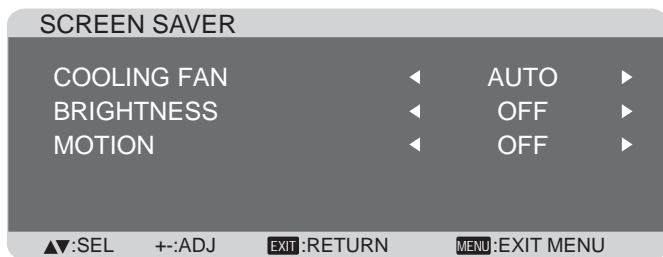 SCREEN SAVER
COOLING FAN ◀ AUTO ▶
BRIGHTNESS ◀ OFF ▶
MOTION ◀ OFF ▶
▲▼:SEL +-:ADJ EXIT:RETURN MENU:EXIT MENU